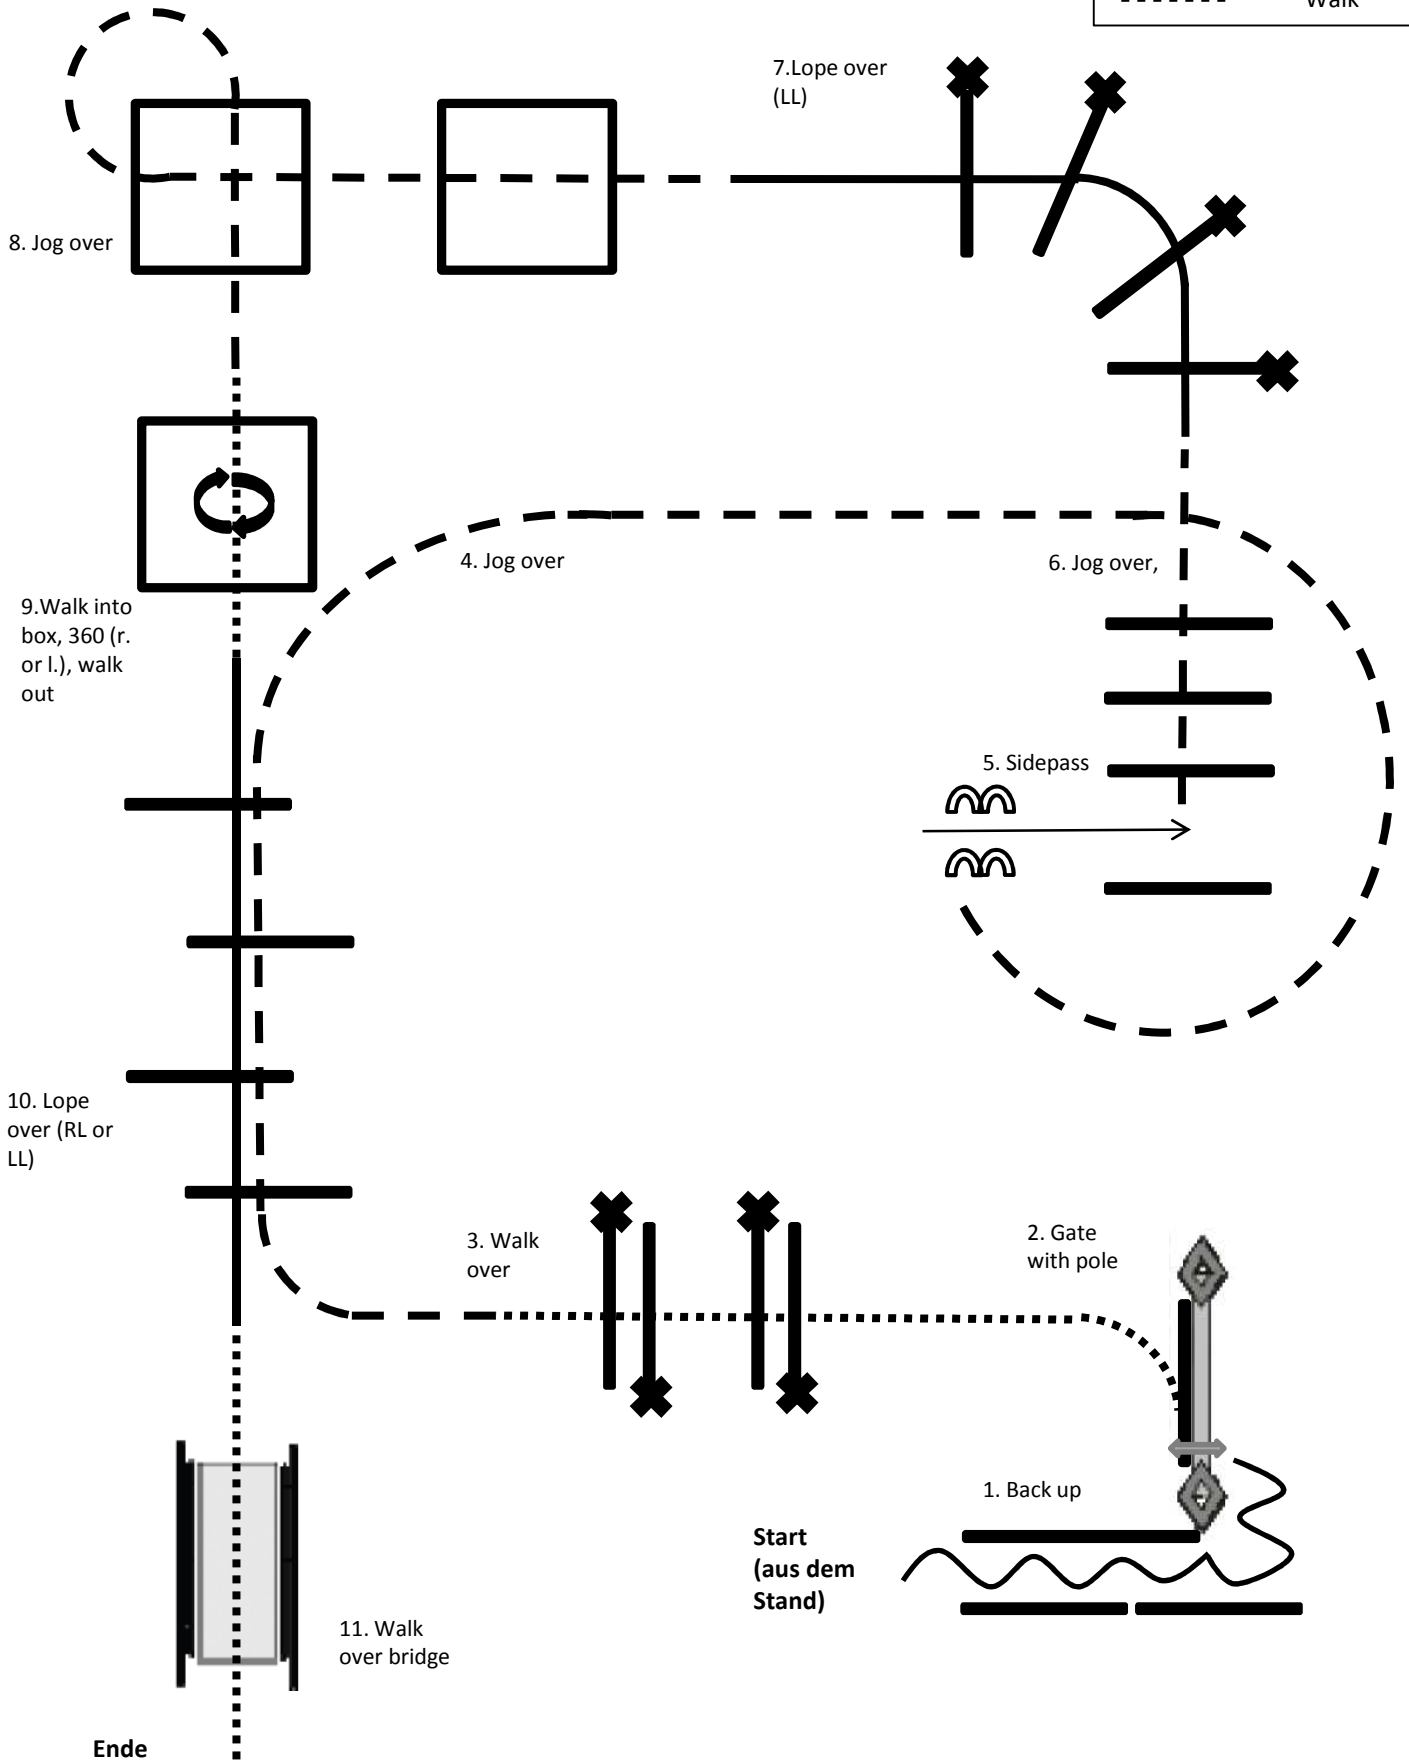 Walk
7.Lope over
(LL)
8. Jog over
4. Jog over
6. Jog over,
9.Walk into
box, 360 (r.
or l.), walk
out
5. Sidepass
10. Lope
over (RL or
LL)
3. Walk
over
2. Gate
with pole
1. Back up
Start
(aus dem
Stand)
11. Walk
over bridge
Ende